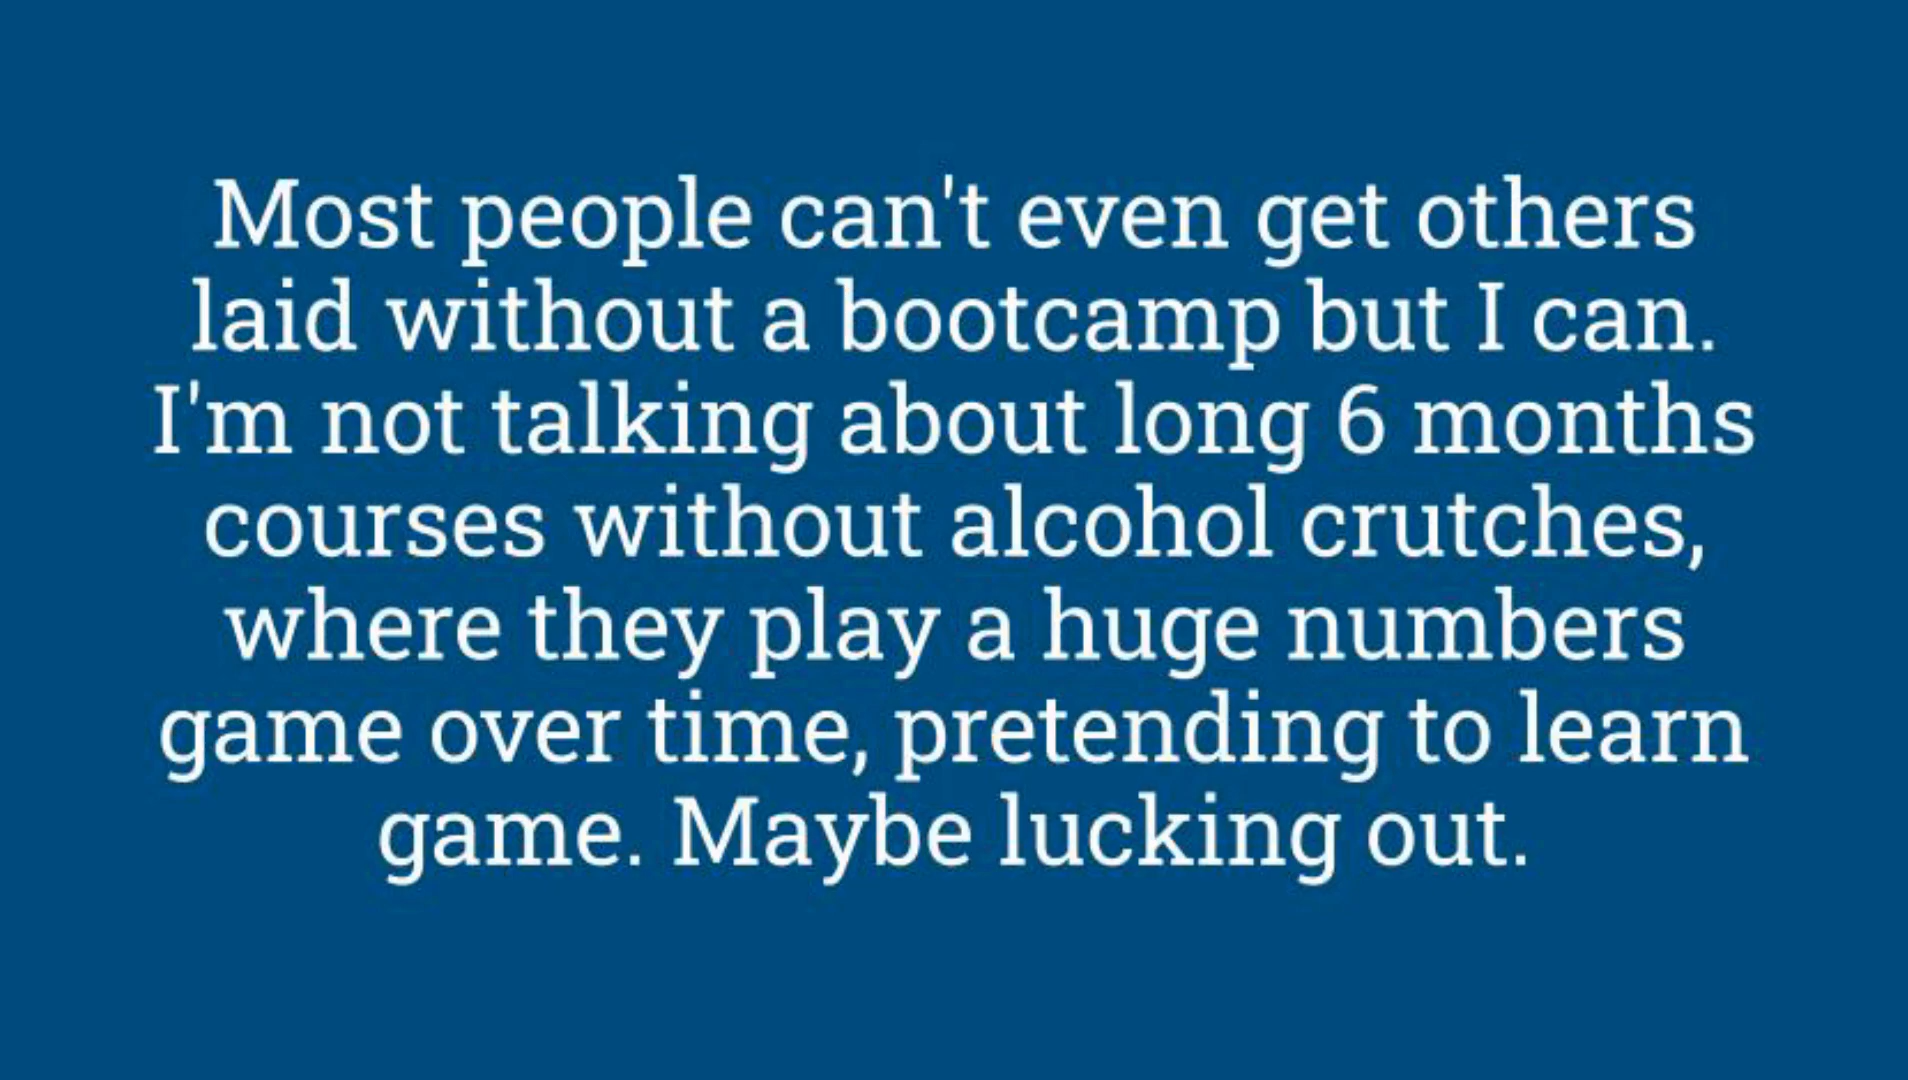 Most people can't even get others
laid without a bootcamp but I can.
I'm not talking about long 6 months
courses without alcohol crutches,
where they play a huge numbers
game over time, pretending to learn
game. Maybe lucking out.